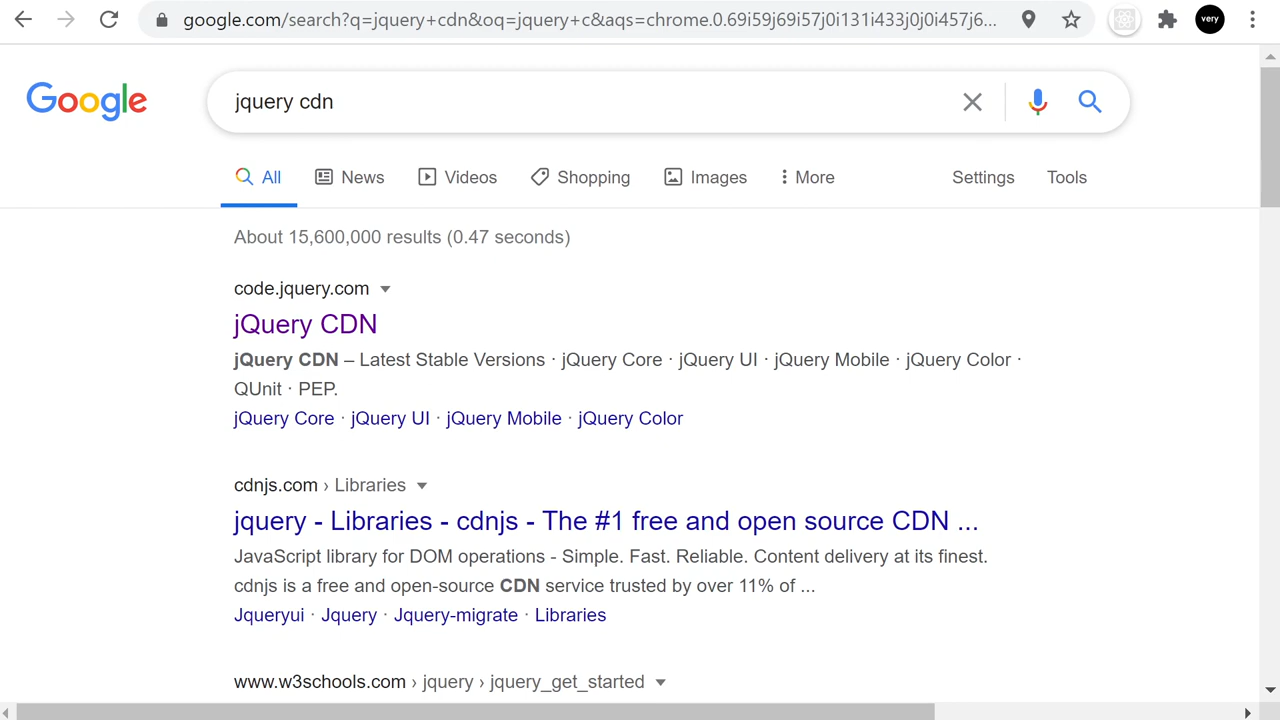 google.com/search?q=jquery+cdn&oq=jquery+c&aqs=chrome.0.69i59j69i57j0i131i433j0j0i457j6...
very
Google
jquery cdn
All News Videos Shopping Images More Settings Tools
About 15,600,000 results (0.47 seconds)
code.jquery.com
jQuery CDN
jQuery CDN – Latest Stable Versions · jQuery Core · jQuery UI · jQuery Mobile · jQuery Color ·
QUnit · PEP.
jQuery Core · jQuery UI · jQuery Mobile · jQuery Color
cdnjs.com › Libraries
jquery - Libraries - cdnjs - The #1 free and open source CDN ...
JavaScript library for DOM operations - Simple. Fast. Reliable. Content delivery at its finest.
cdnjs is a free and open-source CDN service trusted by over 11% of ...
Jqueryui · Jquery · Jquery-migrate · Libraries
www.w3schools.com › jquery › jquery_get_started